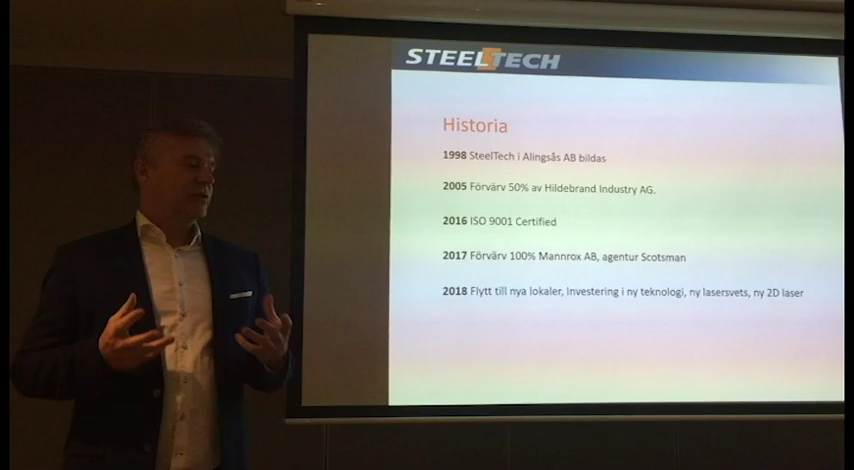 STEELTECH
Historia
1998 SteelTech i Alingsås AB bildas
2005 Förvärv 50% av Hildebrand Industry AG.
2016 ISO 9001 Certified
2017 Förvärv 100% Mannrox AB, agentur Scotsman
2018 Flytt till nya lokaler, Investering i ny teknologi, ny lasersvets, ny 2D laser